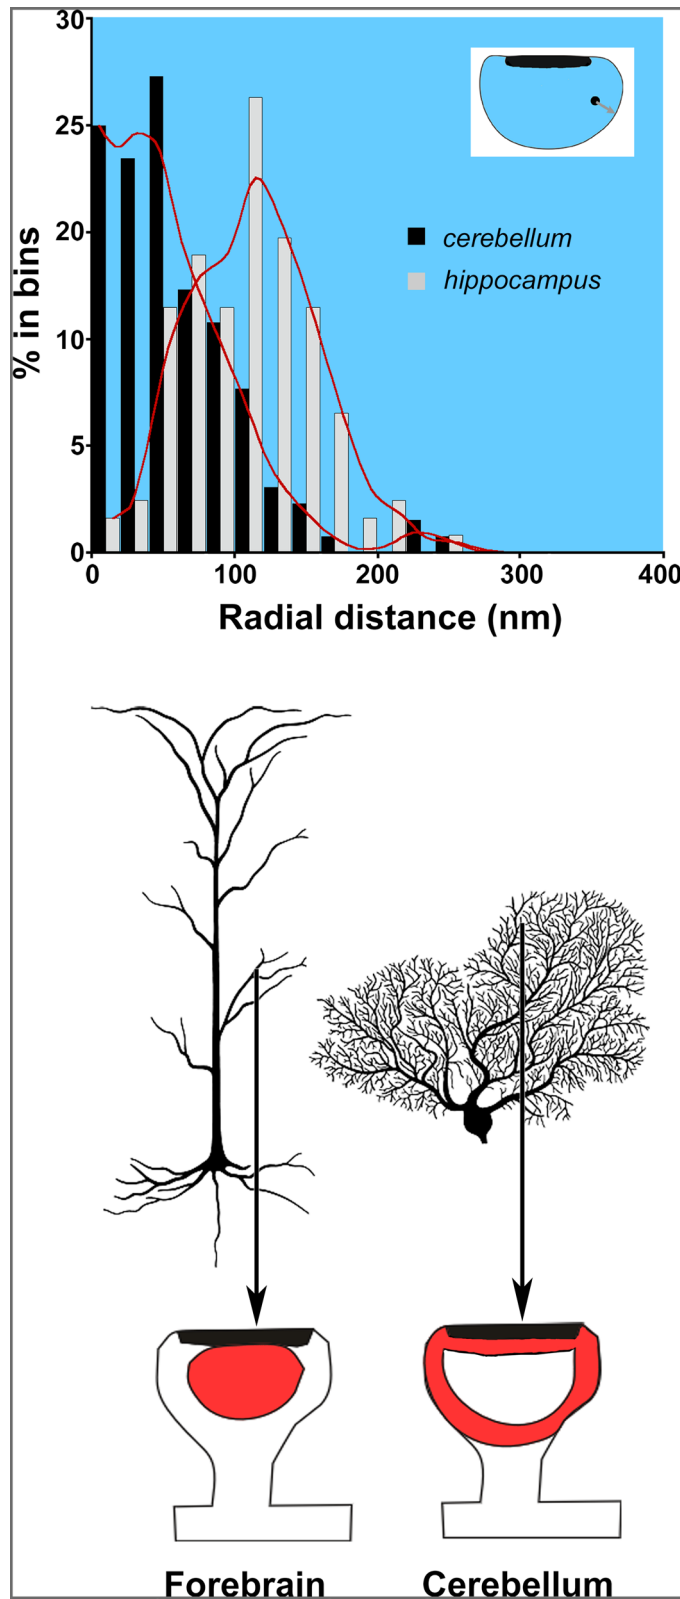 % in bins
30
25
20
10
5
0
cerebellum
hippocampus
0 100 200 300 400
Radial distance (nm)
Forebrain Cerebellum